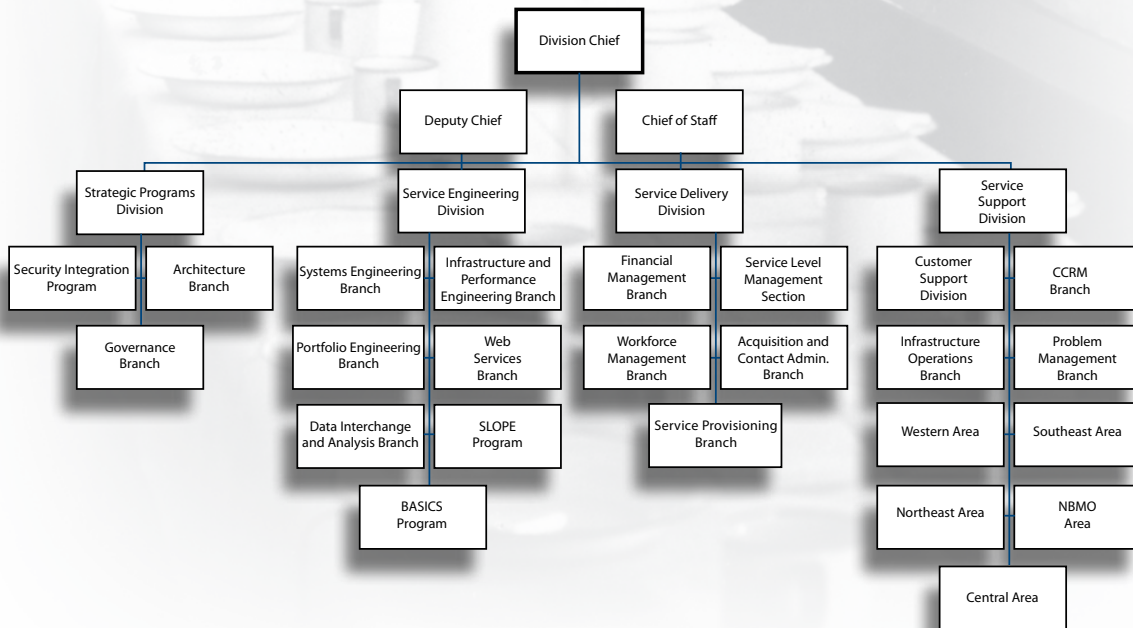 Division Chief
Deputy Chief
Chief of Staff
Strategic Programs
Division
Service Engineering
Division
Service Delivery
Division
Service
Support
Division
Security Integration
Program
Architecture
Branch
Governance
Branch
Systems Engineering
Branch
Infrastructure and
Performance
Engineering Branch
Portfolio Engineering
Branch
Web
Services
Branch
Data Interchange
and Analysis Branch
SLOPE
Program
BASICS
Program
Financial
Management
Branch
Service Level
Management
Section
Workforce
Management
Branch
Acquisition and
Contact Admin.
Branch
Service Provisioning
Branch
Customer
Support
Division
CCRM
Branch
Infrastructure
Operations
Branch
Problem
Management
Branch
Western Area
Southeast Area
Northeast Area
NBMO
Area
Central Area